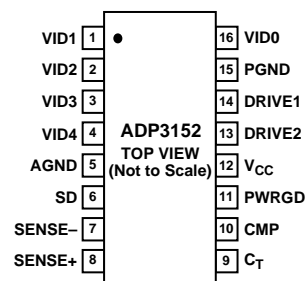 VID1 1 16 VID0
VID2 2 15 PGND
VID3 3 14 DRIVE1
VID4 4 ADP3152 13 DRIVE2
AGND 5 TOP VIEW 12 VCC
SD 6 (Not to Scale) 11 PWRGD
SENSE– 7 10 CMP
SENSE+ 8 9 CT